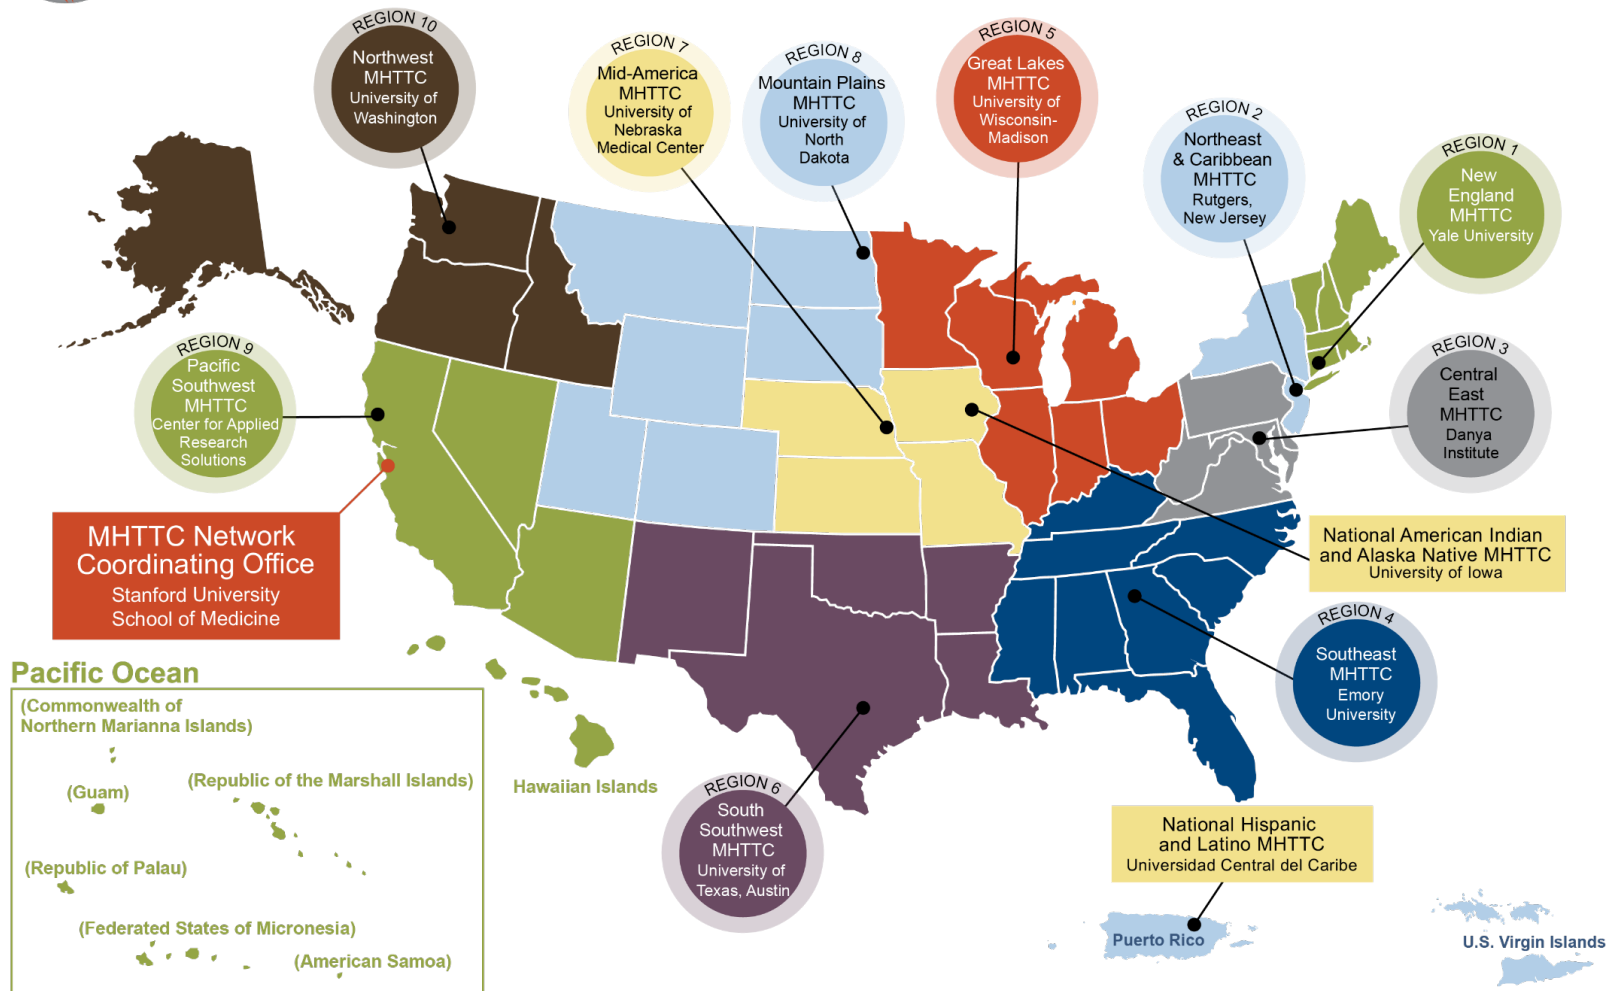 REGION 10
Northwest
MHTTC
University of
Washington
REGION 7
Mid-America
MHTTC
University of
Nebraska
Medical Center
REGION 8
Mountain Plains
MHTTC
University of
North
Dakota
REGION 5
Great Lakes
MHTTC
University of
Wisconsin-
Madison
REGION 2
Northeast
& Caribbean
MHTTC
Rutgers,
New Jersey
REGION 1
New
England
MHTTC
Yale University
REGION 9
Pacific
Southwest
MHTTC
Center for Applied
Research
Solutions
REGION 3
Central
East
MHTTC
Danya
Institute
MHTTC Network
Coordinating Office
Stanford University
School of Medicine
National American Indian
and Alaska Native MHTTC
University of Iowa
REGION 4
Southeast
MHTTC
Emory
University
Pacific Ocean
(Commonwealth of
Northern Marianna Islands)
(Guam)
(Republic of the Marshall Islands)
(Republic of Palau)
(Federated States of Micronesia)
(American Samoa)
Hawaiian Islands
REGION 6
South
Southwest
MHTTC
University of
Texas, Austin
National Hispanic
and Latino MHTTC
Universidad Central del Caribe
Puerto Rico
U.S. Virgin Islands